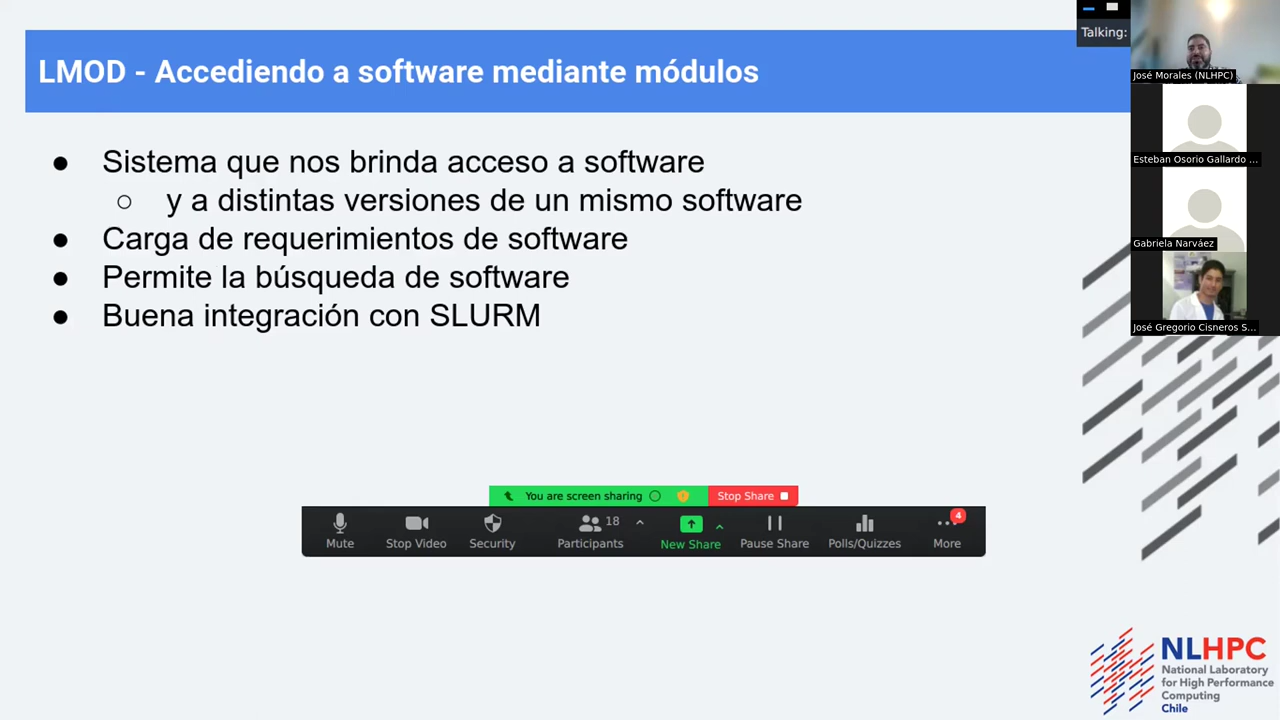 LMOD - Accediendo a software mediante módulos
Sistema que nos brinda acceso a software
y a distintas versiones de un mismo software
Carga de requerimientos de software
Permite la búsqueda de software
Buena integración con SLURM
Talking:
José Morales (NLHPC)
Esteban Osorio Gallardo ...
Gabriela Narváez
José Gregorio Cisneros S...
You are screen sharing
Stop Share
Mute
Stop Video
Security
Participants 18
New Share
Pause Share
Polls/Quizzes
More 4
NLHPC
National Laboratory
for High Performance
Computing
Chile